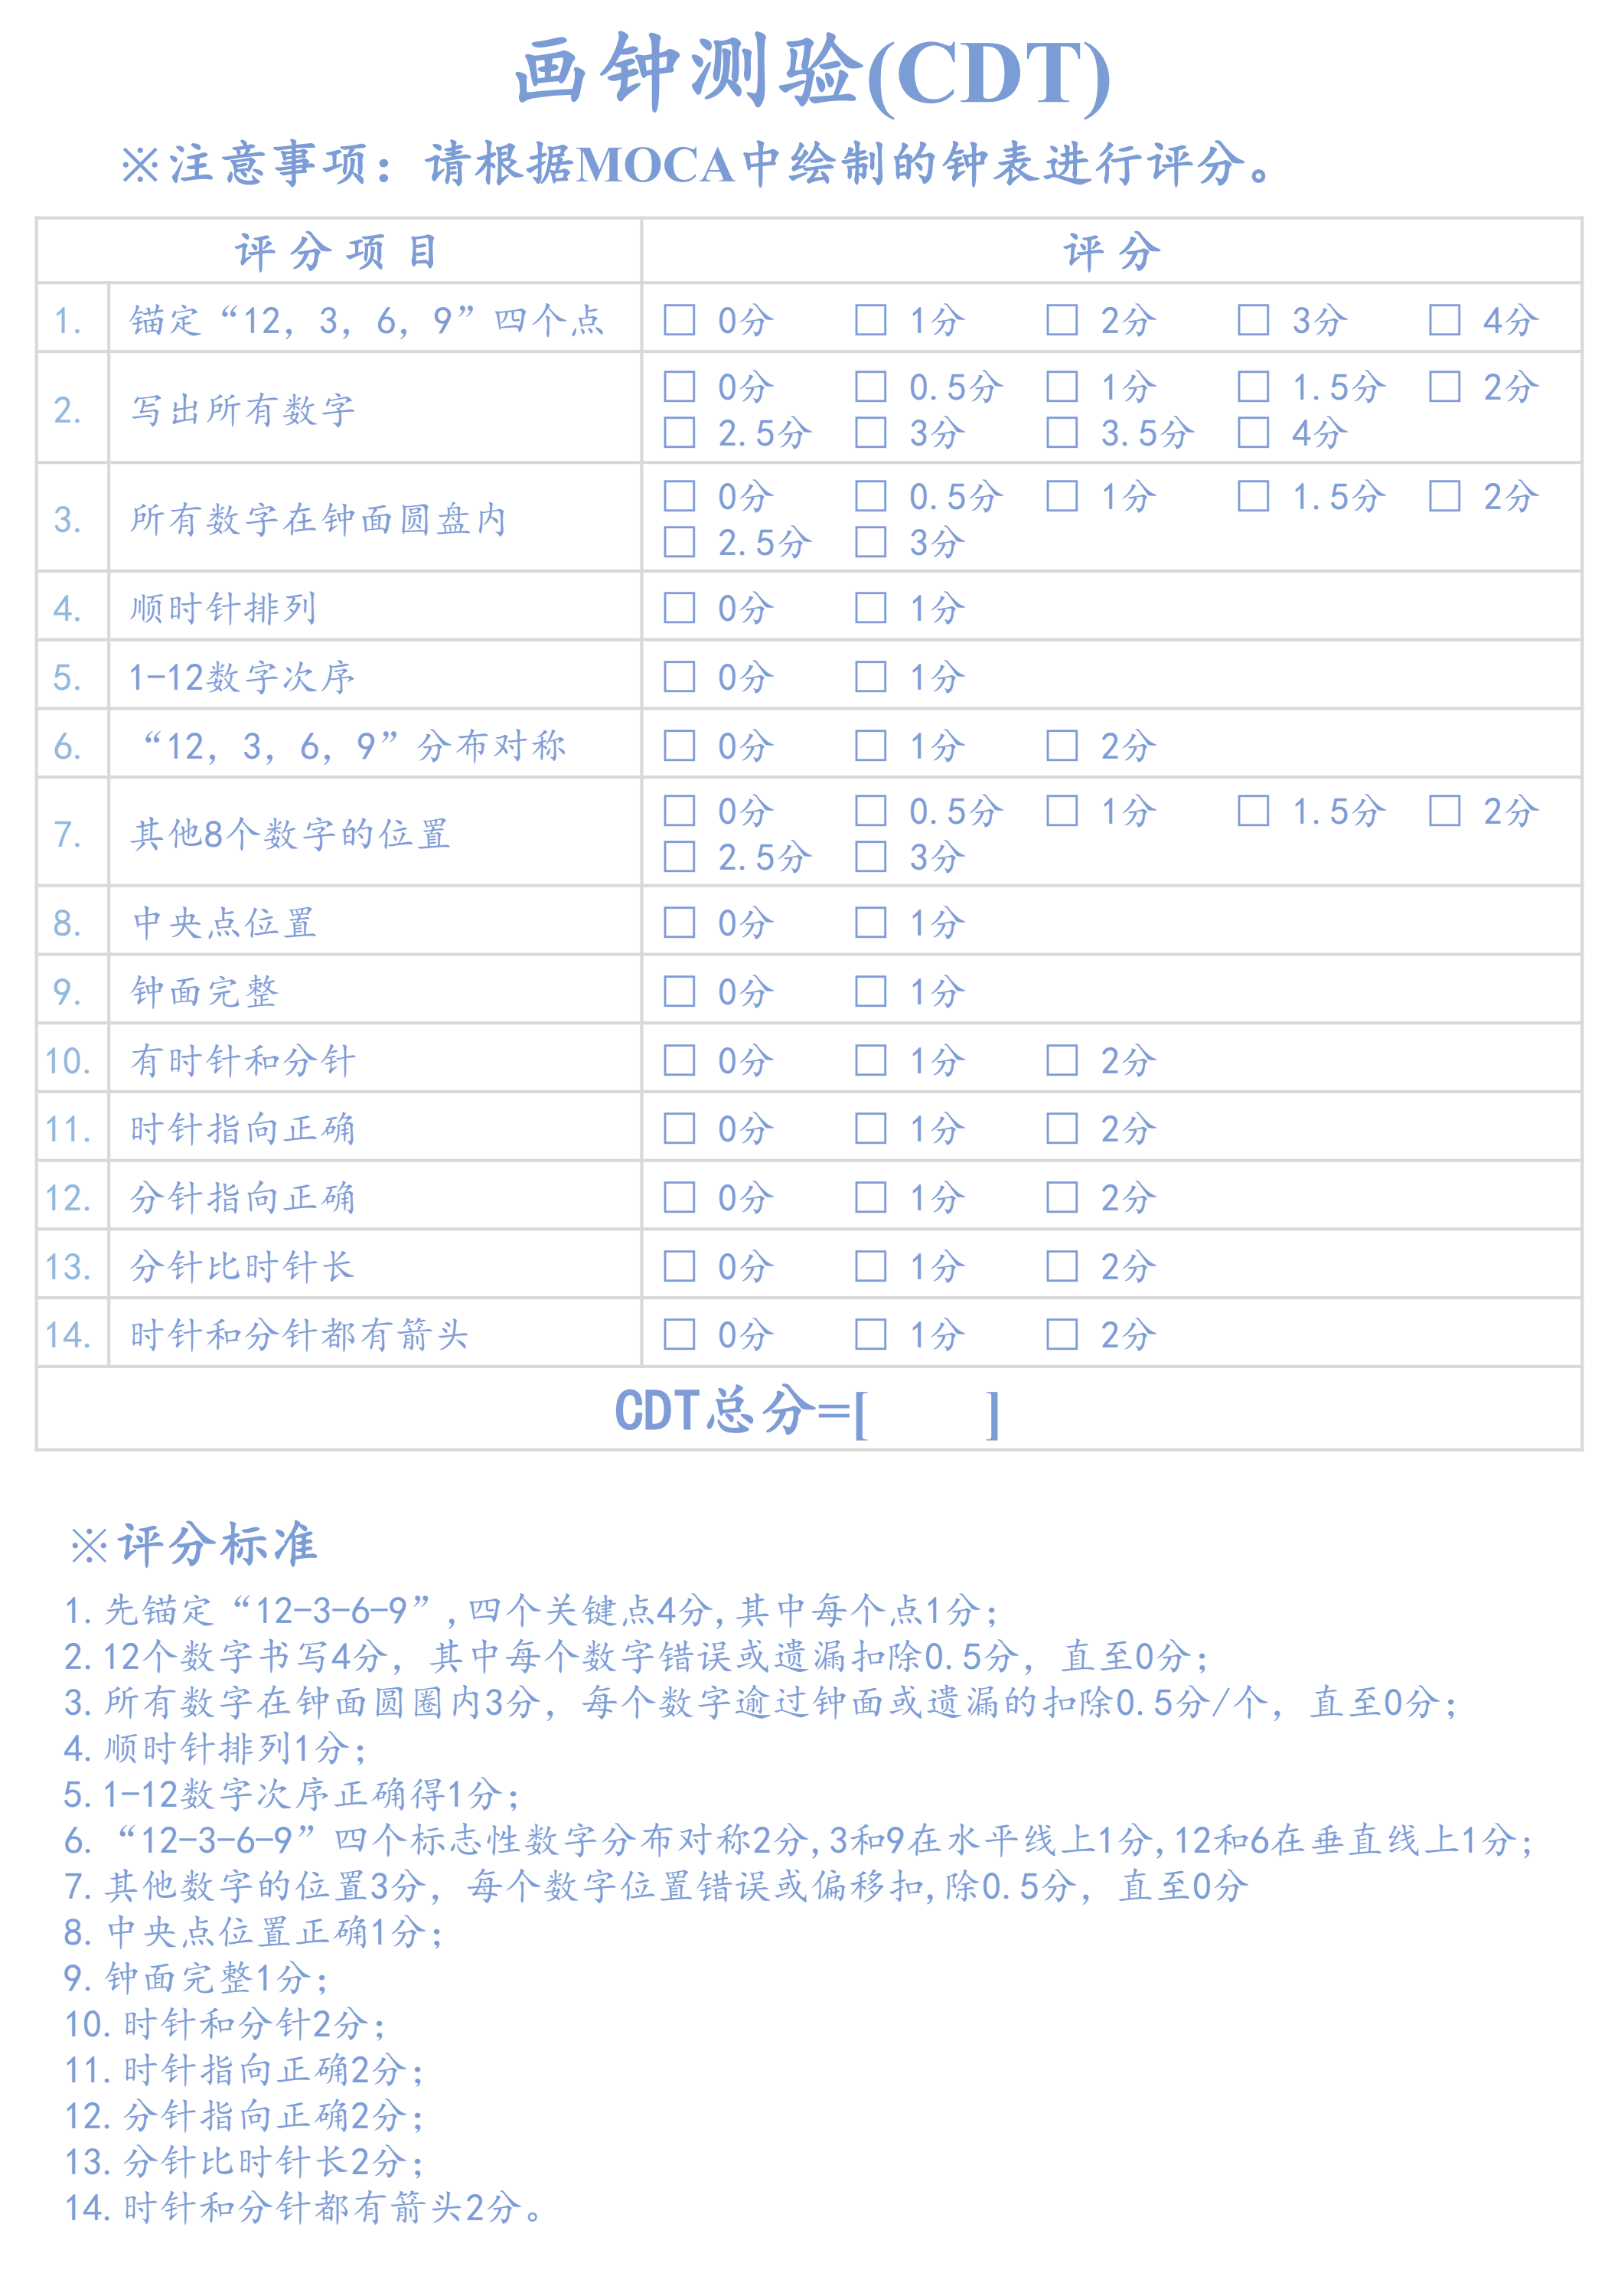 画钟测验(CDT)
※注意事项：请根据MOCA中绘制的钟表进行评分。
评分项目 评分
1. 锚定“12，3，6，9”四个点 □ 0分 □ 1分 □ 2分 □ 3分 □ 4分
2. 写出所有数字 □ 0分 □ 0.5分 □ 1分 □ 1.5分 □ 2分
□ 2.5分 □ 3分 □ 3.5分 □ 4分
3. 所有数字在钟面圆盘内 □ 0分 □ 0.5分 □ 1分 □ 1.5分 □ 2分
□ 2.5分 □ 3分
4. 顺时针排列 □ 0分 □ 1分
5. 1-12数字次序 □ 0分 □ 1分
6. “12，3，6，9”分布对称 □ 0分 □ 1分 □ 2分
7. 其他8个数字的位置 □ 0分 □ 0.5分 □ 1分 □ 1.5分 □ 2分
□ 2.5分 □ 3分
8. 中央点位置 □ 0分 □ 1分
9. 钟面完整 □ 0分 □ 1分
10. 有时针和分针 □ 0分 □ 1分 □ 2分
11. 时针指向正确 □ 0分 □ 1分 □ 2分
12. 分针指向正确 □ 0分 □ 1分 □ 2分
13. 分针比时针长 □ 0分 □ 1分 □ 2分
14. 时针和分针都有箭头 □ 0分 □ 1分 □ 2分
CDT总分=[ ]
※评分标准
1.先锚定“12-3-6-9”,四个关键点4分,其中每个点1分；
2.12个数字书写4分，其中每个数字错误或遗漏扣除0.5分，直至0分；
3.所有数字在钟面圆圈内3分，每个数字逾过钟面或遗漏的扣除0.5分/个，直至0分；
4.顺时针排列1分；
5.1-12数字次序正确得1分；
6.“12-3-6-9”四个标志性数字分布对称2分,3和9在水平线上1分,12和6在垂直线上1分；
7.其他数字的位置3分，每个数字位置错误或偏移扣,除0.5分，直至0分
8.中央点位置正确1分；
9.钟面完整1分；
10.时针和分针2分；
11.时针指向正确2分；
12.分针指向正确2分；
13.分针比时针长2分；
14.时针和分针都有箭头2分。